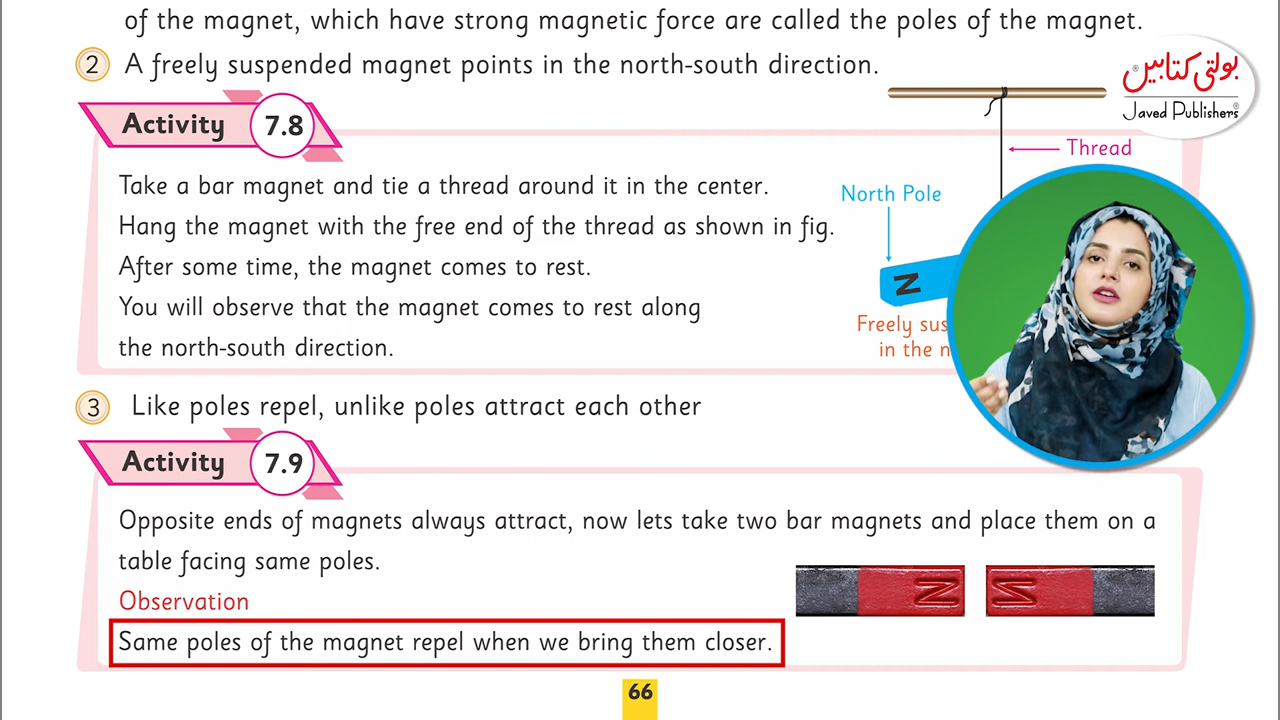 of the magnet, which have strong magnetic force are called the poles of the magnet.
2 A freely suspended magnet points in the north-south direction.
بولتی کتابیں
Javed Publishers
Activity 7.8
Thread
Take a bar magnet and tie a thread around it in the center.
North Pole
Hang the magnet with the free end of the thread as shown in fig.
After some time, the magnet comes to rest.
N
You will observe that the magnet comes to rest along
the north-south direction.
Freely sus
in the n
3 Like poles repel, unlike poles attract each other
Activity 7.9
Opposite ends of magnets always attract, now lets take two bar magnets and place them on a
table facing same poles.
N N
Observation
Same poles of the magnet repel when we bring them closer.
66